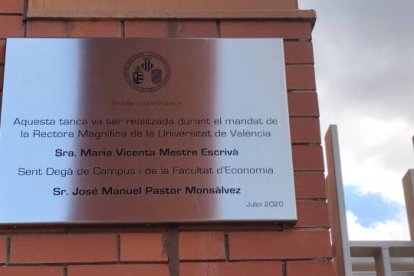 Aquesta tanca va ser realitzada durant el mandat de
la Rectora Magnífica de la Universitat de València
Sra. Maria Vicenta Mestre Escrivà
Sent Degà de Campus i de la Facultat d'Economia
Sr. José Manuel Pastor Monsálvez
Juliol 2020